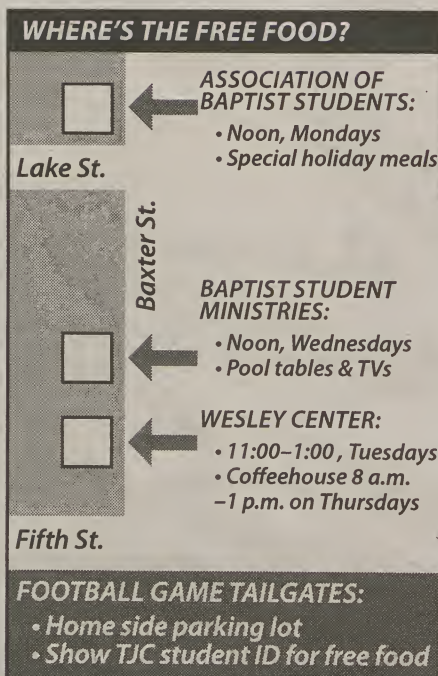 WHERE'S THE FREE FOOD?
ASSOCIATION OF
BAPTIST STUDENTS:
• Noon, Mondays
• Special holiday meals
Lake St.
Baxter St.
BAPTIST STUDENT
MINISTRIES:
• Noon, Wednesdays
• Pool tables & TVs
WESLEY CENTER:
• 11:00–1:00, Tuesdays
• Coffeehouse 8 a.m.
–1 p.m. on Thursdays
Fifth St.
FOOTBALL GAME TAILGATES:
• Home side parking lot
• Show TJC student ID for free food